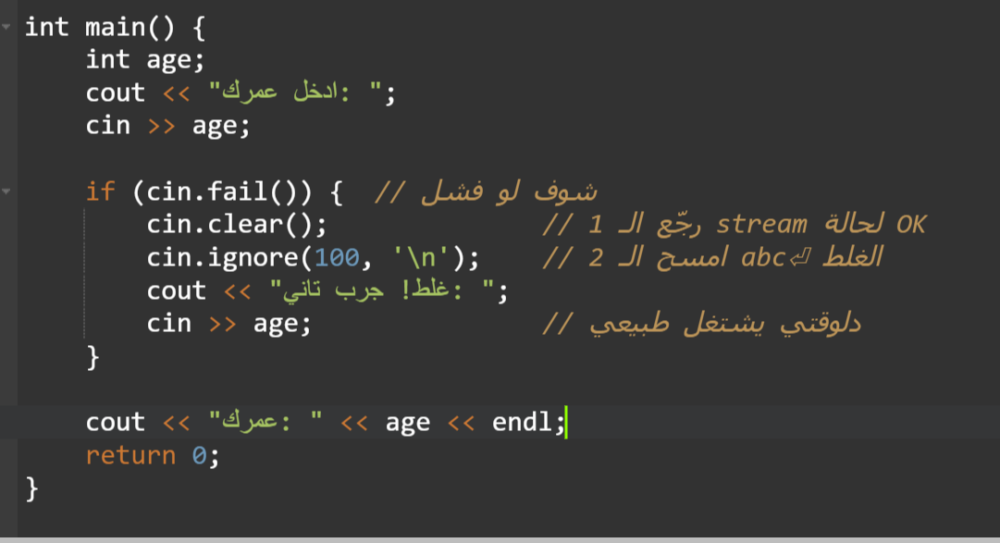 int main() {
int age;
cout << "ادخل عمرك: ";
cin >> age;
if (cin.fail()) { // شوف لو فشل
cin.clear(); // 1 رجّع الـ stream لحالة OK
cin.ignore(100, '\n'); // 2 امسح الـ abc⏎ الغلط
cout << "غلط! جرب تاني: ";
cin >> age; // دلوقتي يشتغل طبيعي
}
cout << "عمرك: " << age << endl;
return 0;
}